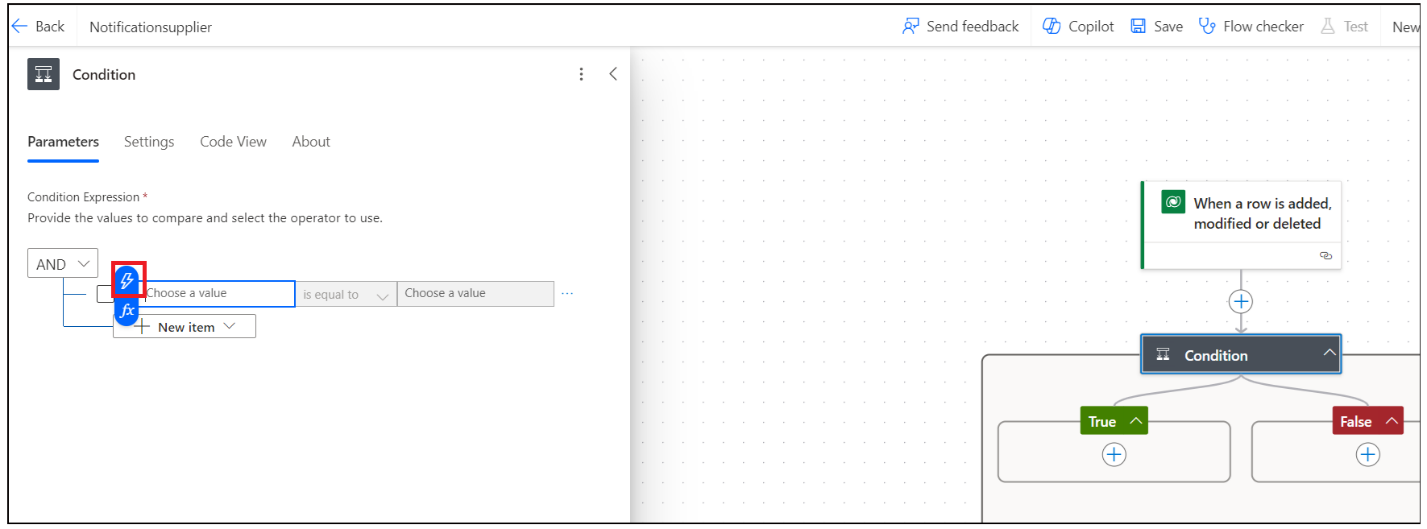 Back Notificationsupplier Send feedback Copilot Save Flow checker Test New
Condition
Parameters Settings Code View About
Condition Expression *
Provide the values to compare and select the operator to use.
AND
Choose a value is equal to Choose a value ...
fx
New item
When a row is added,
modified or deleted
Condition
True False